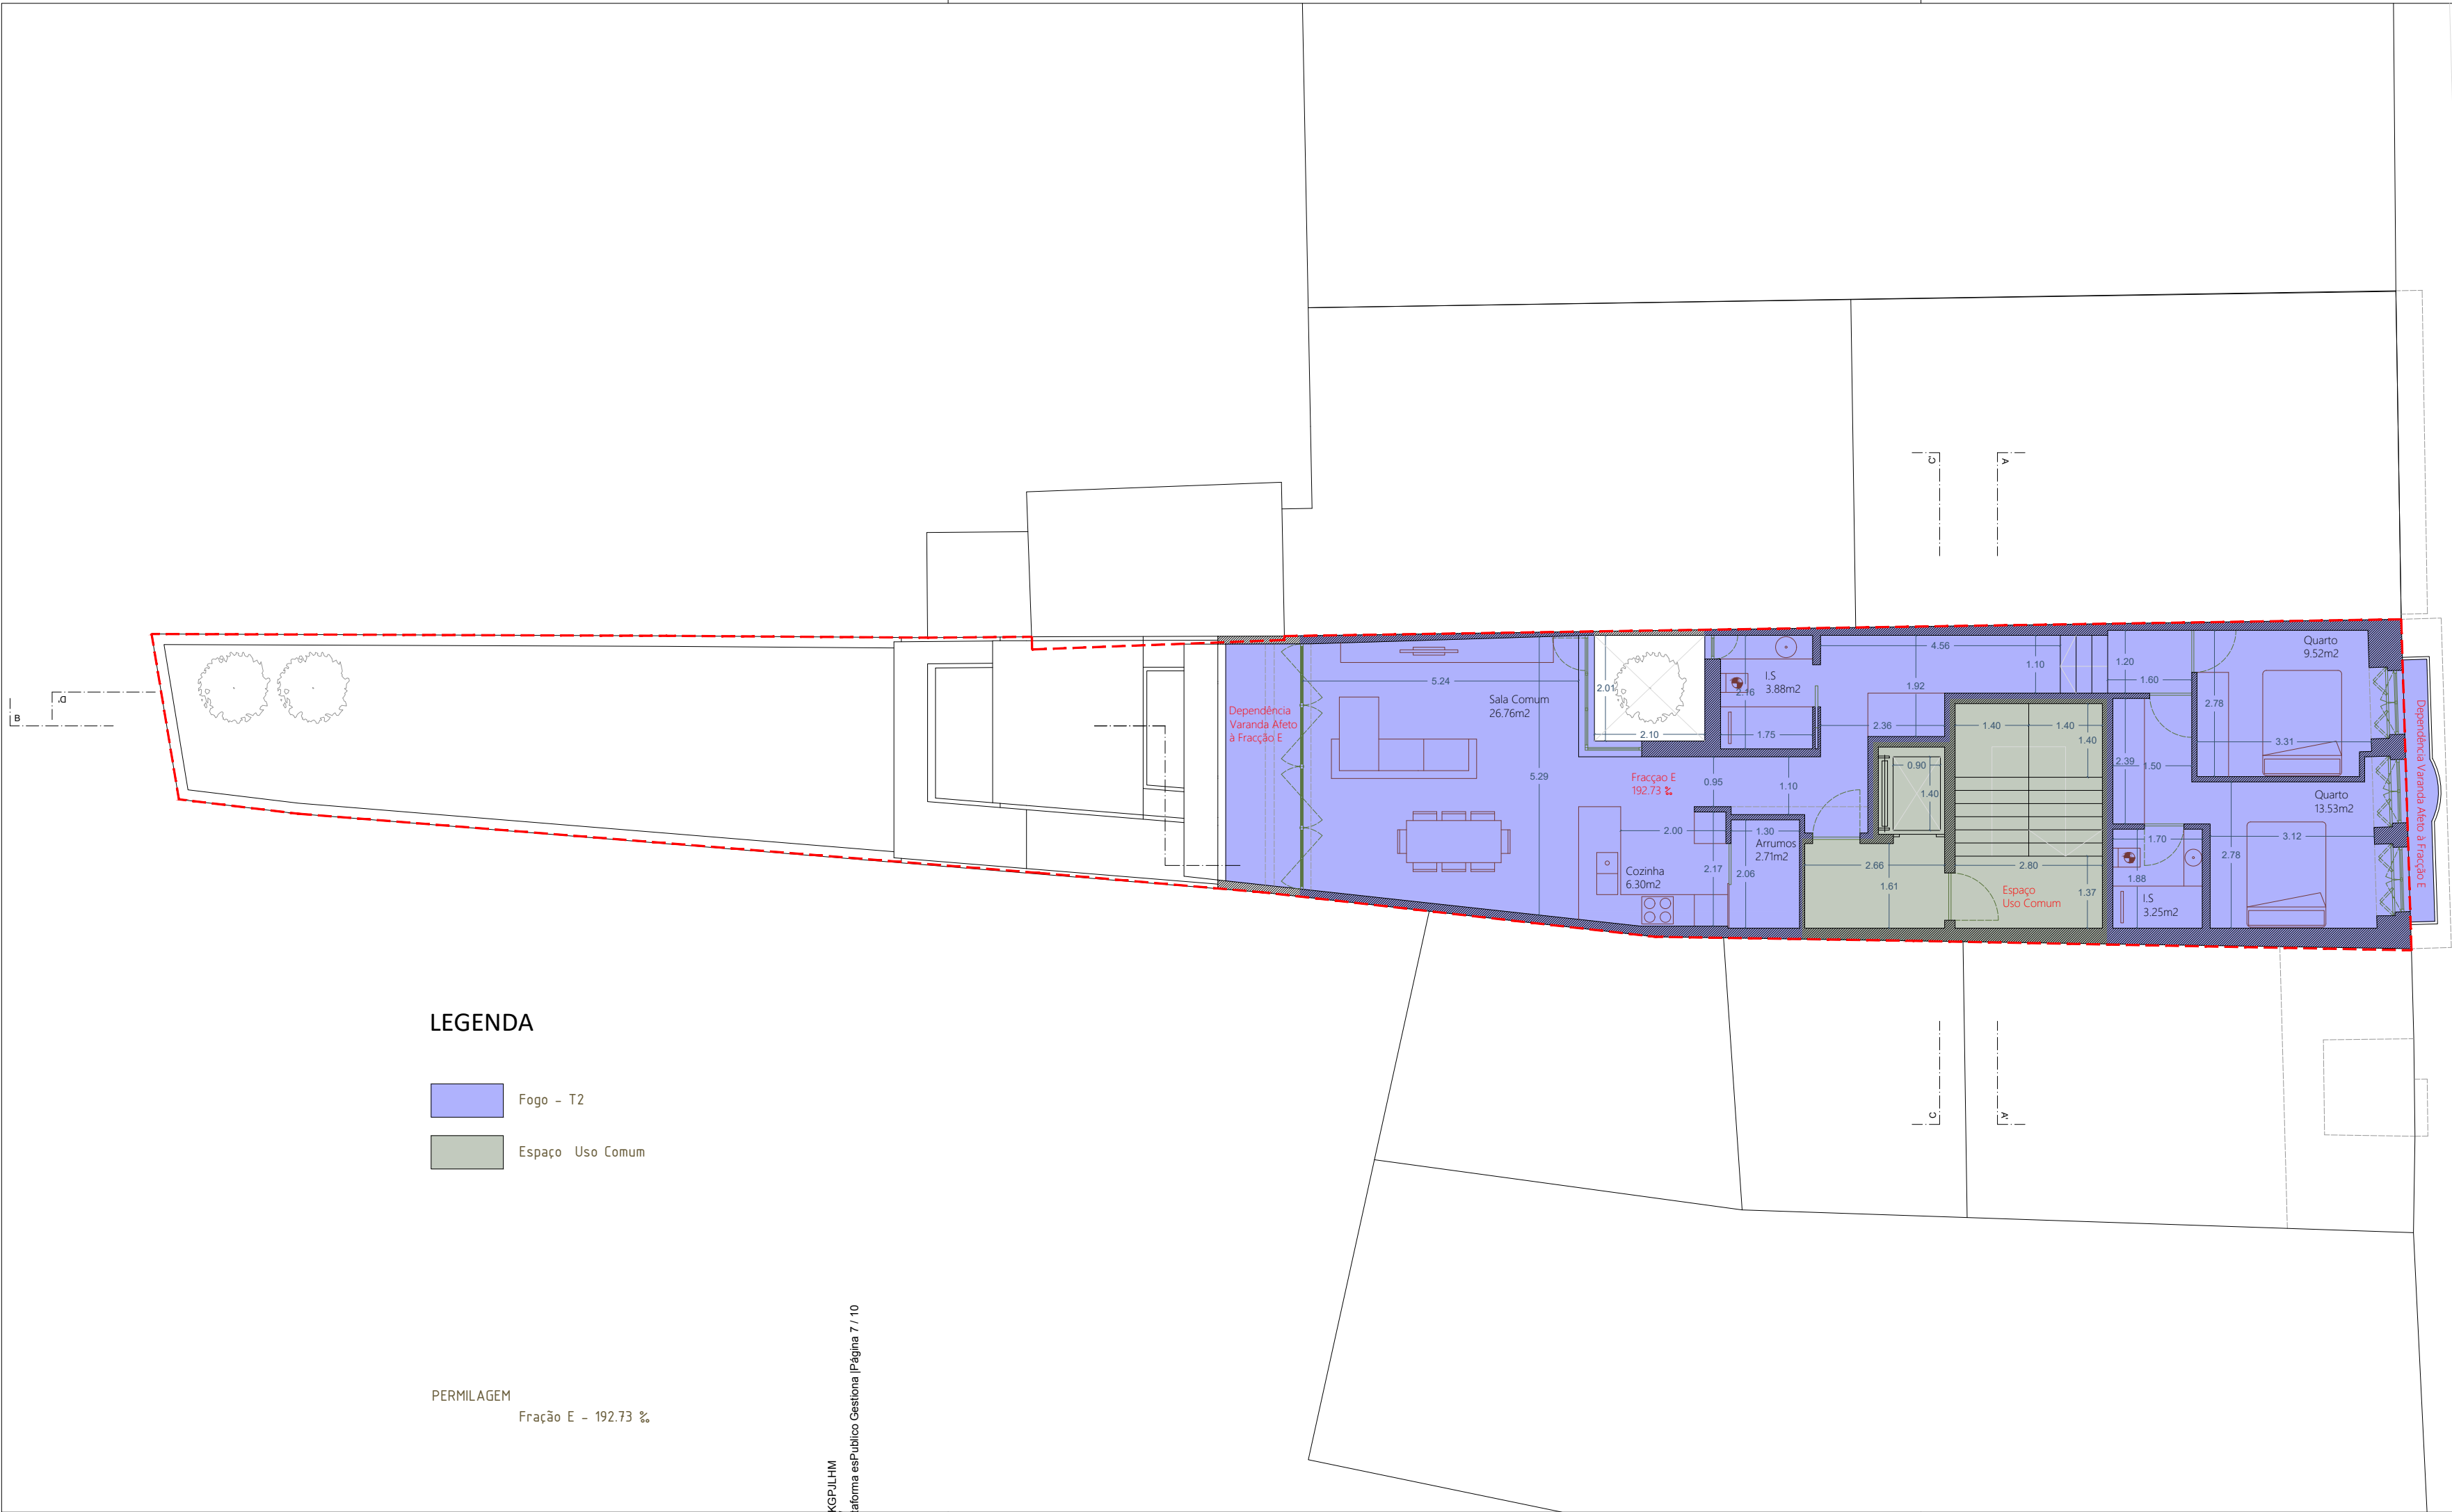 C'
A
D'
B
Dependência
Varanda Afeto
à Fracção E
5.24
Sala Comum
26.76m2
5.29
2.01
2.10
2.16
I.S
3.88m2
1.75
Fracçao E
192.73 ‰
0.95
1.10
2.00
1.30
Arrumos
2.71m2
Cozinha
6.30m2
2.17
2.06
4.56
1.10
1.92
2.36
0.90
1.40
2.66
1.61
1.40
1.40
1.40
2.80
1.37
Espaço
Uso Comum
1.20
1.60
2.39
1.50
1.70
1.88
I.S
3.25m2
Quarto
9.52m2
2.78
3.31
Quarto
13.53m2
3.12
2.78
Dependência Varanda Afeto à Fracção E
C
A'
LEGENDA
Fogo - T2
Espaço Uso Comum
PERMILAGEM
Fração E - 192.73 ‰
KGPJLHM
aforma esPublico Gestiona | Página 7 / 10